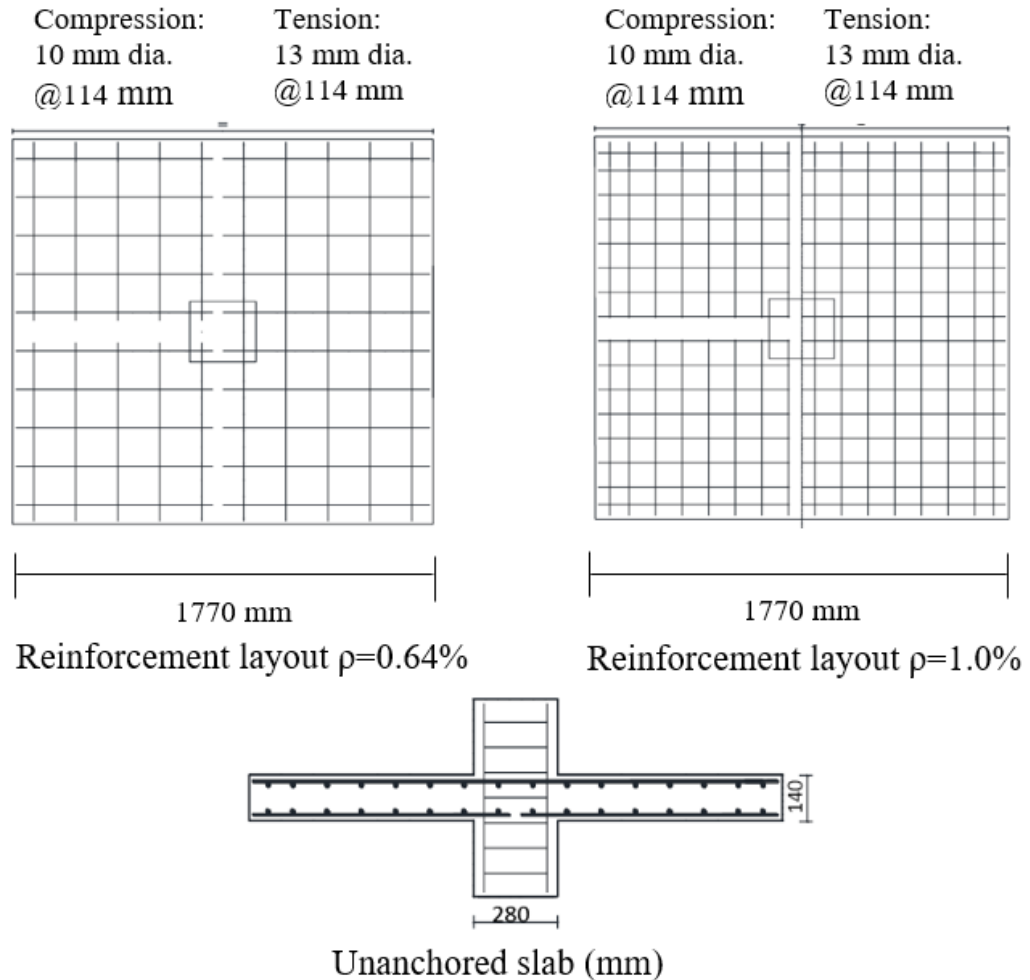 Compression:
10 mm dia.
@114 mm
Tension:
13 mm dia.
@114 mm
Compression:
10 mm dia.
@114 mm
Tension:
13 mm dia.
@114 mm
1770 mm
Reinforcement layout ρ=0.64%
1770 mm
Reinforcement layout ρ=1.0%
140
280
Unanchored slab (mm)